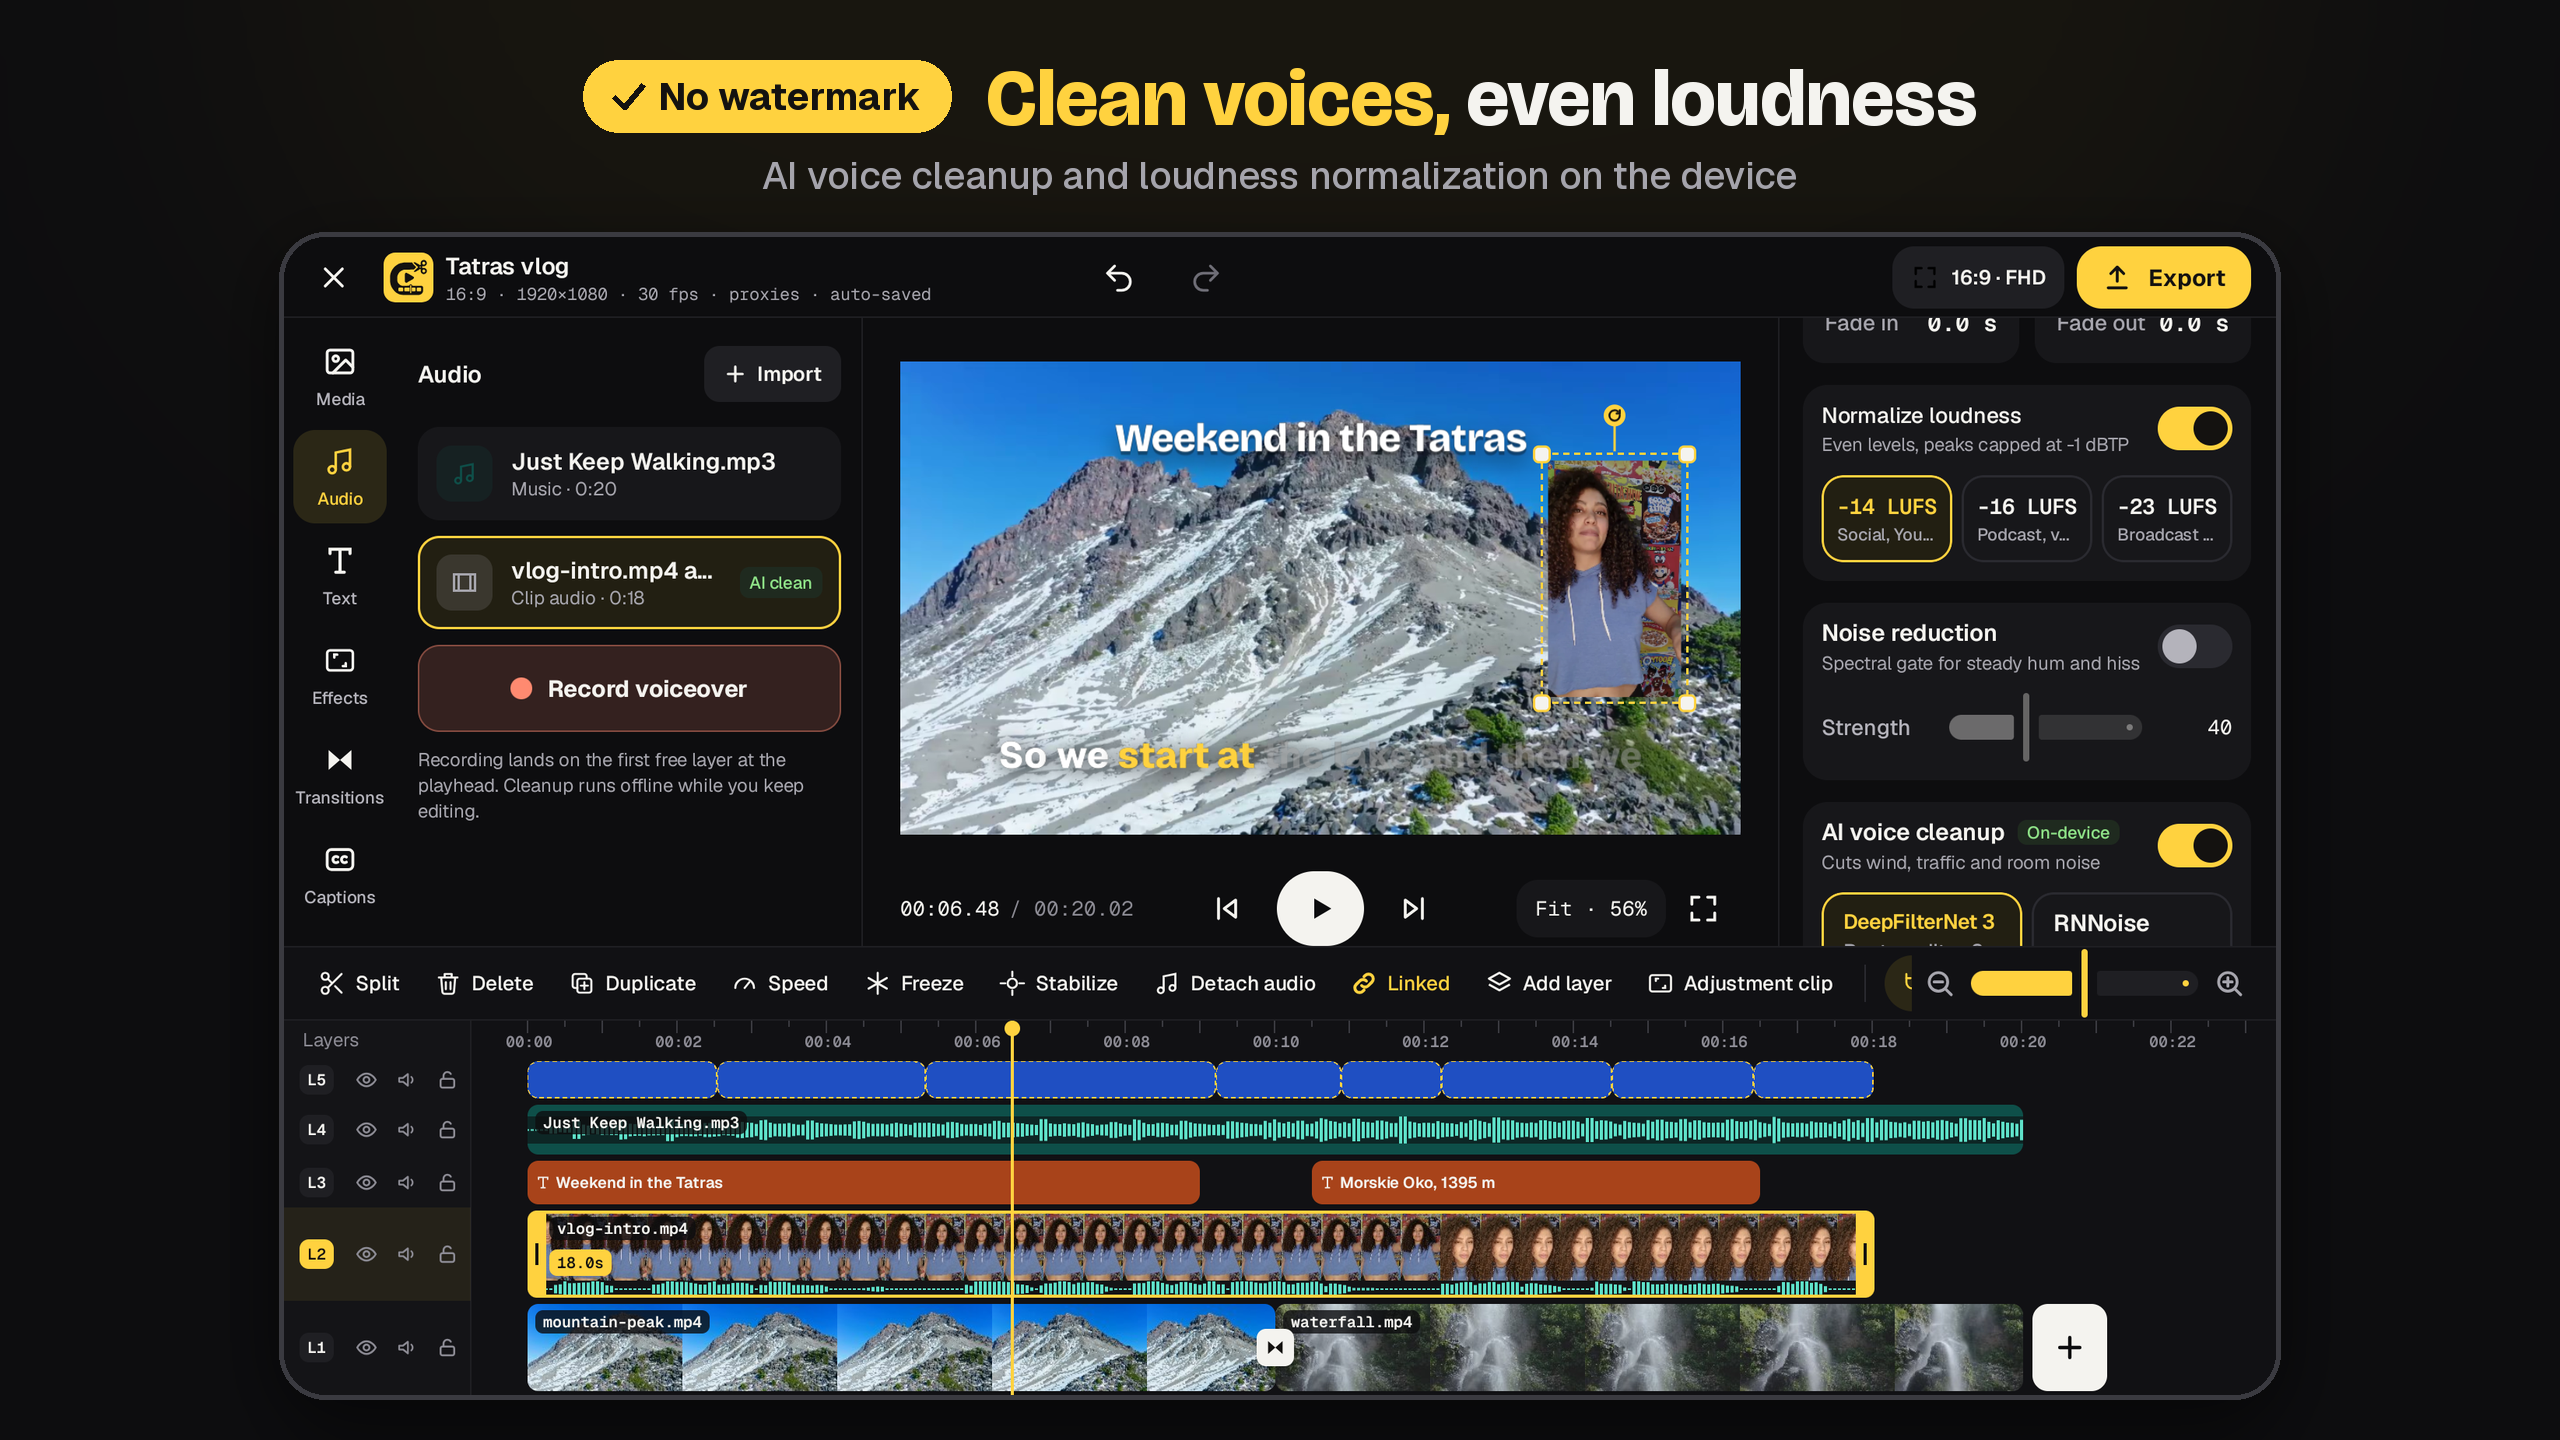 No watermark
Clean voices, even loudness
AI voice cleanup and loudness normalization on the device
Tatras vlog
16:9 · 1920×1080 · 30 fps · proxies · auto-saved
16:9 · FHD
Export
Media
Audio
Text
Effects
Transitions
Captions
Audio
Import
Just Keep Walking.mp3
Music · 0:20
vlog-intro.mp4 a...
Clip audio · 0:18
AI clean
Record voiceover
Recording lands on the first free layer at the
playhead. Cleanup runs offline while you keep
editing.
Weekend in the Tatras
So we start at
and then we
00:06.48 / 00:20.02
Fit · 56%
Fade in 0.0 s
Fade out 0.0 s
Normalize loudness
Even levels, peaks capped at -1 dBTP
-14 LUFS
Social, You...
-16 LUFS
Podcast, v...
-23 LUFS
Broadcast ...
Noise reduction
Spectral gate for steady hum and hiss
Strength
40
AI voice cleanup
On-device
Cuts wind, traffic and room noise
DeepFilterNet 3
RNNoise
Split
Delete
Duplicate
Speed
Freeze
Stabilize
Detach audio
Linked
Add layer
Adjustment clip
Layers
00:00
00:02
00:04
00:06
00:08
00:10
00:12
00:14
00:16
00:18
00:20
00:22
L5
L4
Just Keep Walking.mp3
L3
Weekend in the Tatras
Morskie Oko, 1395 m
L2
vlog-intro.mp4
18.0s
L1
mountain-peak.mp4
waterfall.mp4